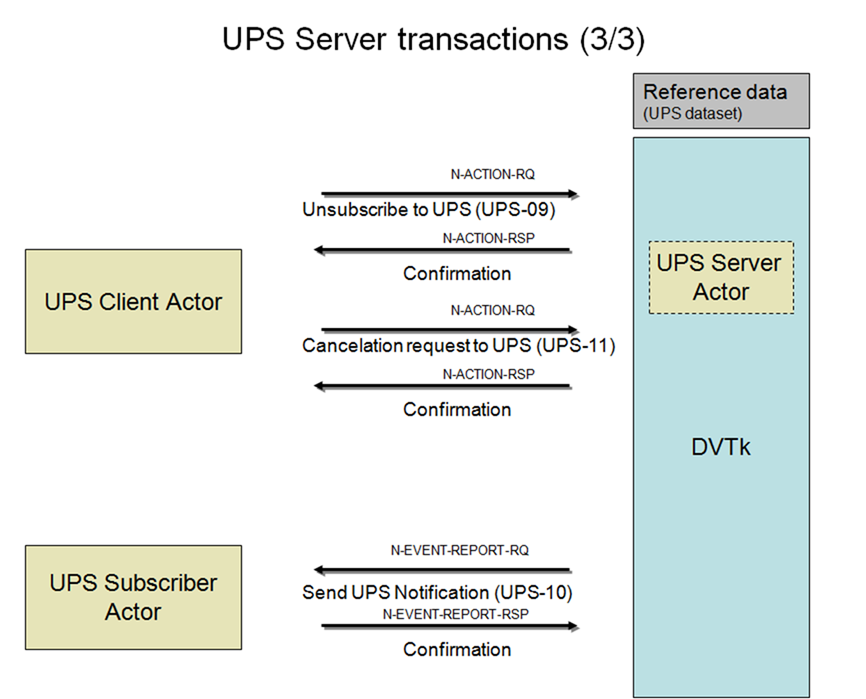 UPS Server transactions (3/3)
Reference data
(UPS dataset)
N-ACTION-RQ
Unsubscribe to UPS (UPS-09)
N-ACTION-RSP
Confirmation
UPS Client Actor
UPS Server
Actor
N-ACTION-RQ
Cancelation request to UPS (UPS-11)
N-ACTION-RSP
Confirmation
DVTk
N-EVENT-REPORT-RQ
UPS Subscriber
Actor
Send UPS Notification (UPS-10)
N-EVENT-REPORT-RSP
Confirmation